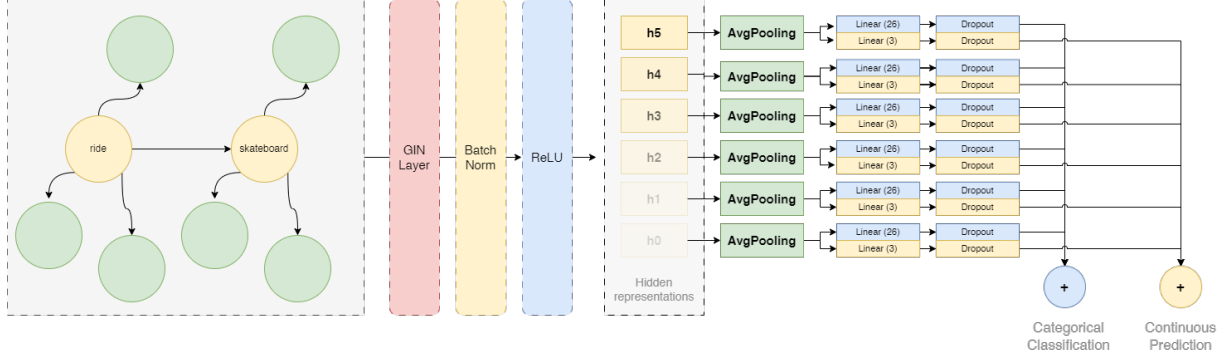 ride
skateboard
GIN
Layer
Batch
Norm
ReLU
h5
h4
h3
h2
h1
h0
Hidden
representations
AvgPooling
Linear (26)
Dropout
Linear (3)
Dropout
AvgPooling
Linear (26)
Dropout
Linear (3)
Dropout
AvgPooling
Linear (26)
Dropout
Linear (3)
Dropout
AvgPooling
Linear (26)
Dropout
Linear (3)
Dropout
AvgPooling
Linear (26)
Dropout
Linear (3)
Dropout
AvgPooling
Linear (26)
Dropout
Linear (3)
Dropout
+
Categorical
Classification
+
Continuous
Prediction